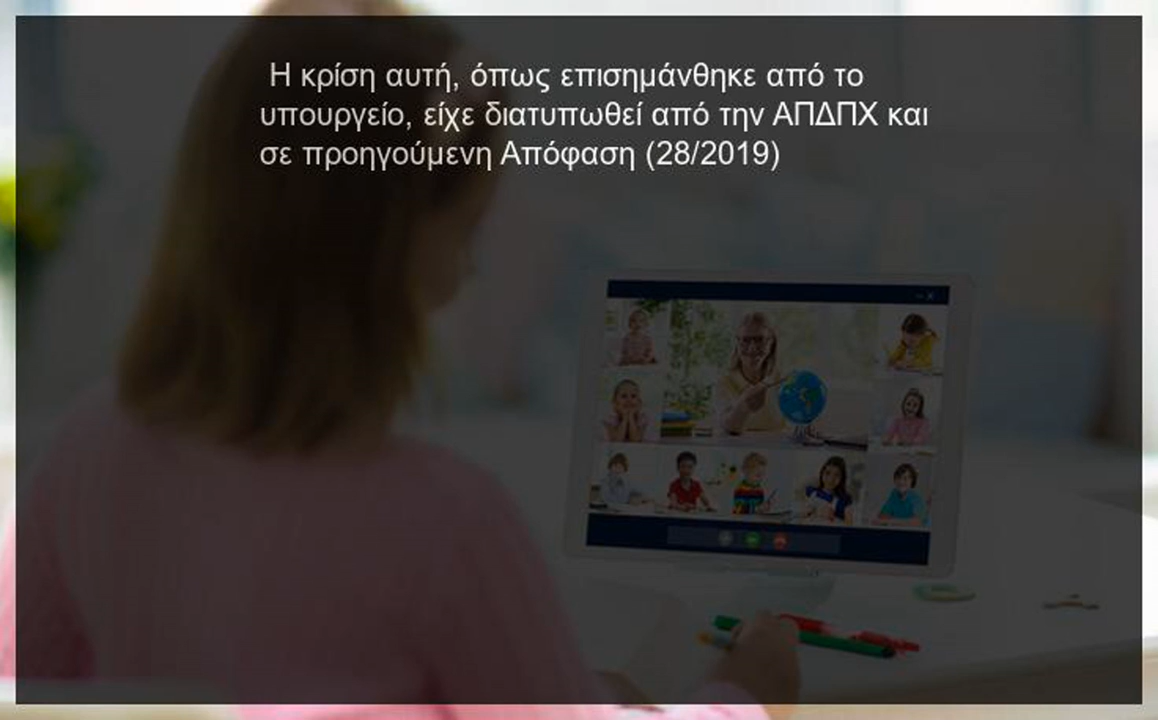 Η κρίση αυτή, όπως επισημάνθηκε από το
υπουργείο, είχε διατυπωθεί από την ΑΠΔΠΧ και
σε προηγούμενη Απόφαση (28/2019)